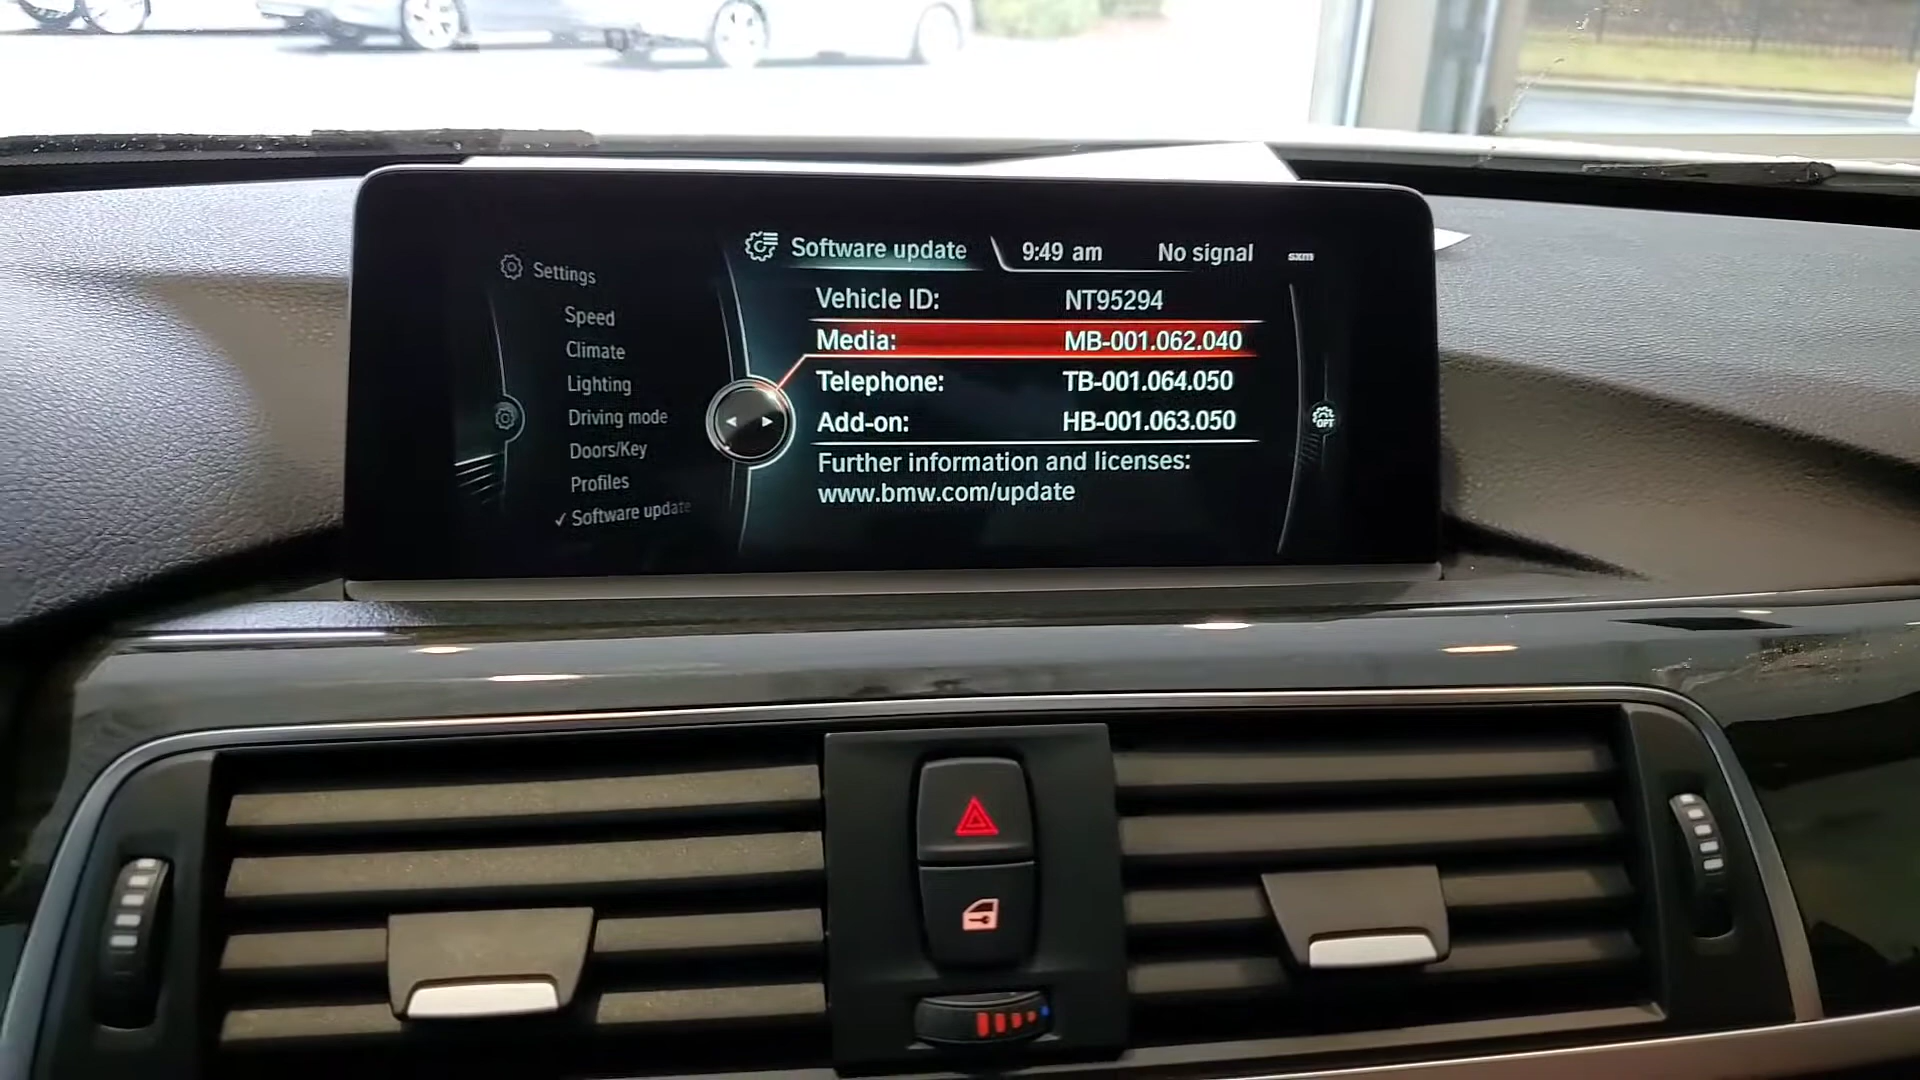 Settings
Speed
Climate
Lighting
Driving mode
Doors/Key
Profiles
✓ Software update
Software update 9:49 am No signal sxm
Vehicle ID: NT95294
Media: MB-001.062.040
Telephone: TB-001.064.050
Add-on: HB-001.063.050
Further information and licenses:
www.bmw.com/update
OPT